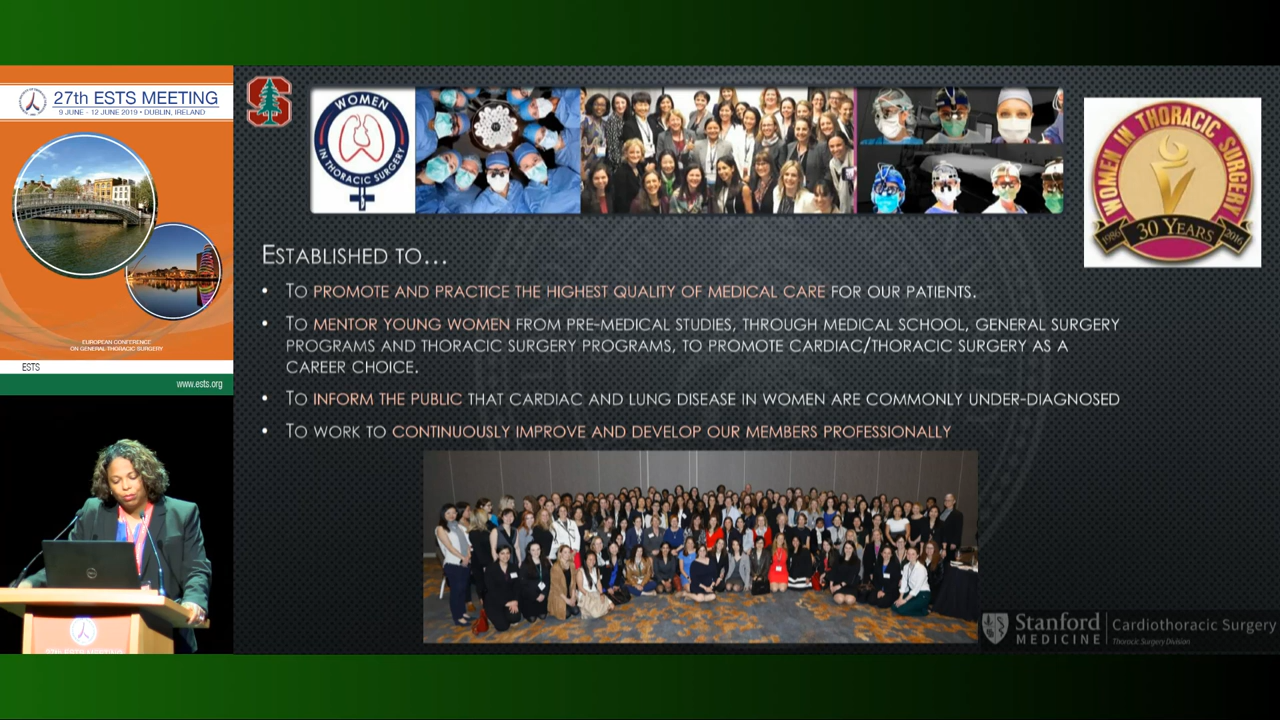 27th ESTS MEETING
9 JUNE - 12 JUNE 2019 • DUBLIN, IRELAND
EUROPEAN CONFERENCE
ON GENERAL THORACIC SURGERY
ESTS
www.ests.org
S
WOMEN
IN THORACIC SURGERY
WOMEN IN THORACIC SURGERY
1986 30 YEARS 2016
ESTABLISHED TO...
• TO PROMOTE AND PRACTICE THE HIGHEST QUALITY OF MEDICAL CARE FOR OUR PATIENTS.
• TO MENTOR YOUNG WOMEN FROM PRE-MEDICAL STUDIES, THROUGH MEDICAL SCHOOL, GENERAL SURGERY
PROGRAMS AND THORACIC SURGERY PROGRAMS, TO PROMOTE CARDIAC/THORACIC SURGERY AS A
CAREER CHOICE.
• TO INFORM THE PUBLIC THAT CARDIAC AND LUNG DISEASE IN WOMEN ARE COMMONLY UNDER-DIAGNOSED
• TO WORK TO CONTINUOUSLY IMPROVE AND DEVELOP OUR MEMBERS PROFESSIONALLY
DELL
Stanford
MEDICINE
Cardiothoracic Surgery
Thoracic Surgery Division